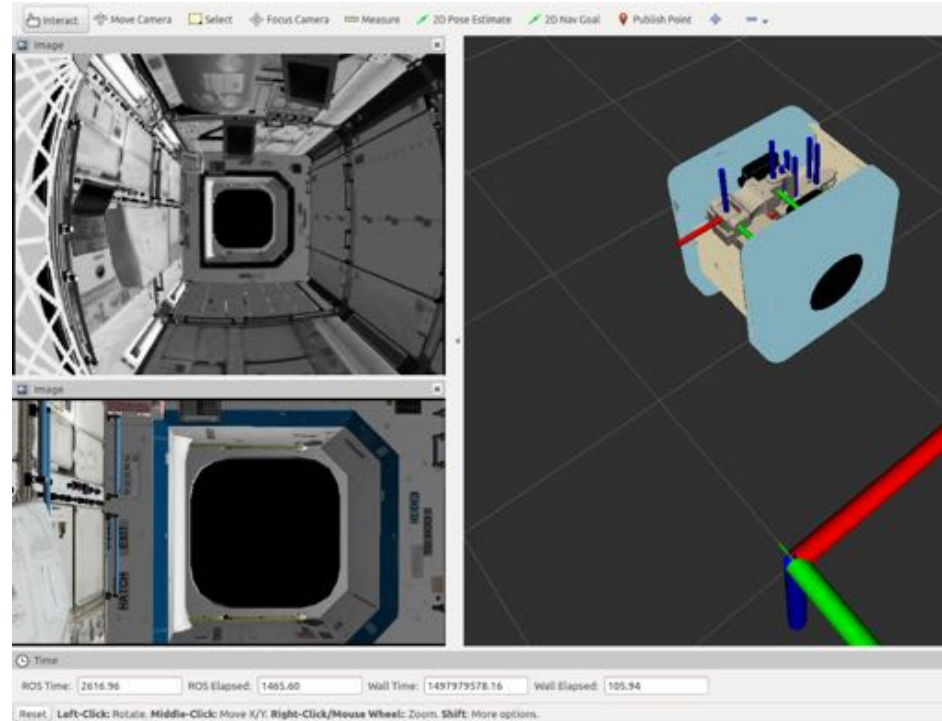 Interact Move Camera Select Focus Camera Measure 2D Pose Estimate 2D Nav Goal Publish Point
Image
Image
EXIT
HATCH
Time
ROS Time: 2616.96 ROS Elapsed: 1465.60 Wall Time: 1497979578.16 Wall Elapsed: 105.94
Reset Left-Click: Rotate. Middle-Click: Move X/Y. Right-Click/Mouse Wheel: Zoom. Shift: More options.